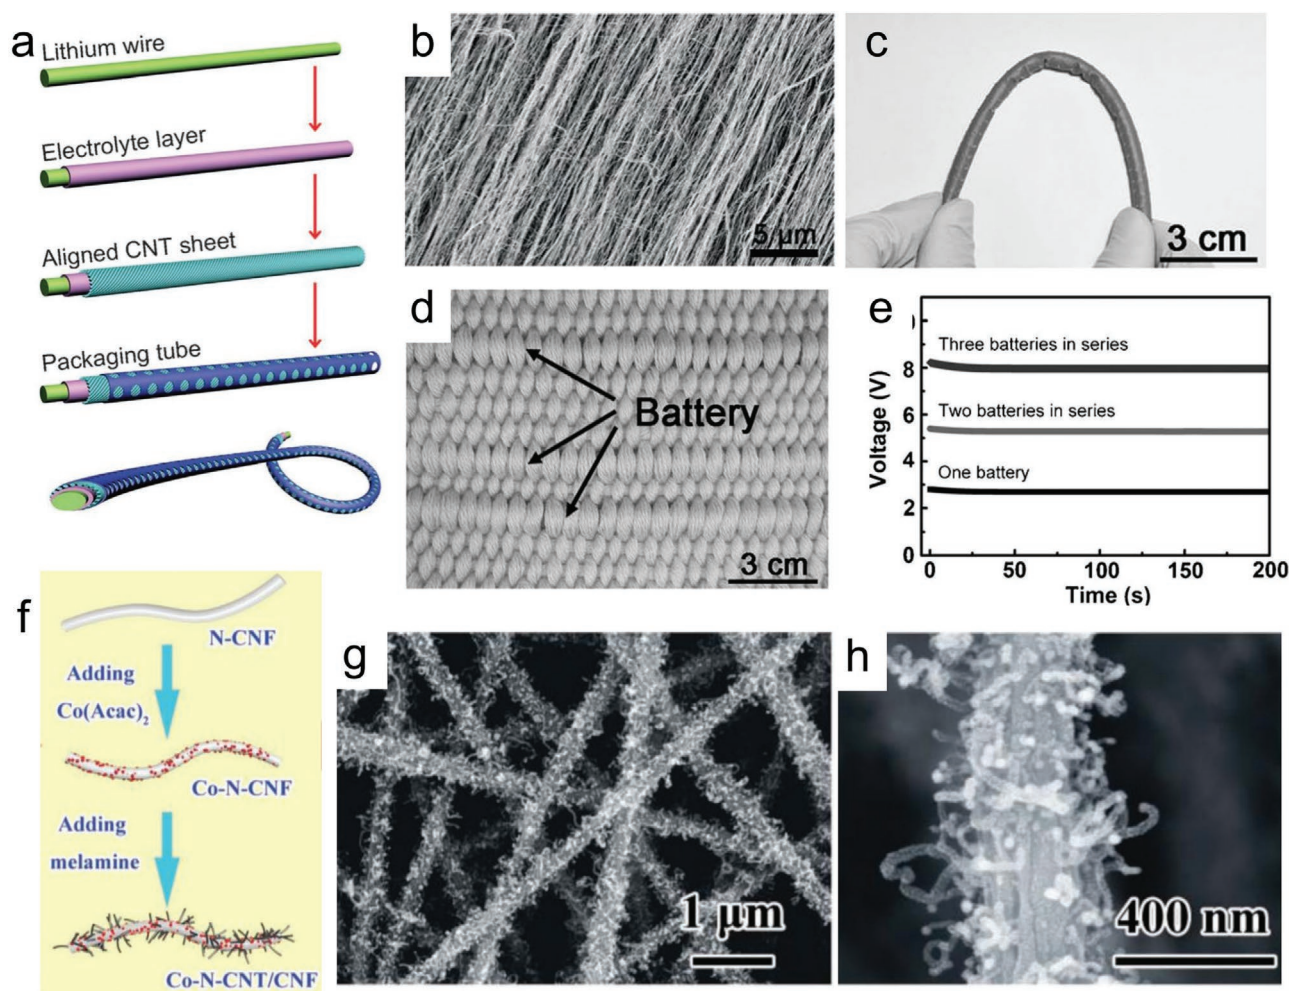 a
Lithium wire
Electrolyte layer
Aligned CNT sheet
Packaging tube
b
5 μm
c
3 cm
d
Battery
3 cm
e
Three batteries in series
Two batteries in series
One battery
8
6
4
2
0
Voltage (V)
0 50 100 150 200
Time (s)
f
N-CNF
Adding
Co(Acac)₂
Co-N-CNF
Adding
melamine
Co-N-CNT/CNF
g
1 μm
h
400 nm